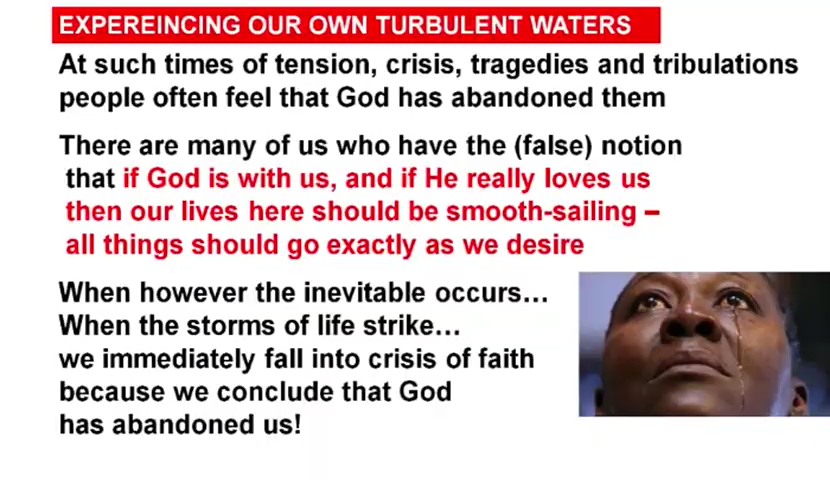 EXPEREINCING OUR OWN TURBULENT WATERS
At such times of tension, crisis, tragedies and tribulations
people often feel that God has abandoned them
There are many of us who have the (false) notion
that if God is with us, and if He really loves us
then our lives here should be smooth-sailing –
all things should go exactly as we desire
When however the inevitable occurs...
When the storms of life strike...
we immediately fall into crisis of faith
because we conclude that God
has abandoned us!